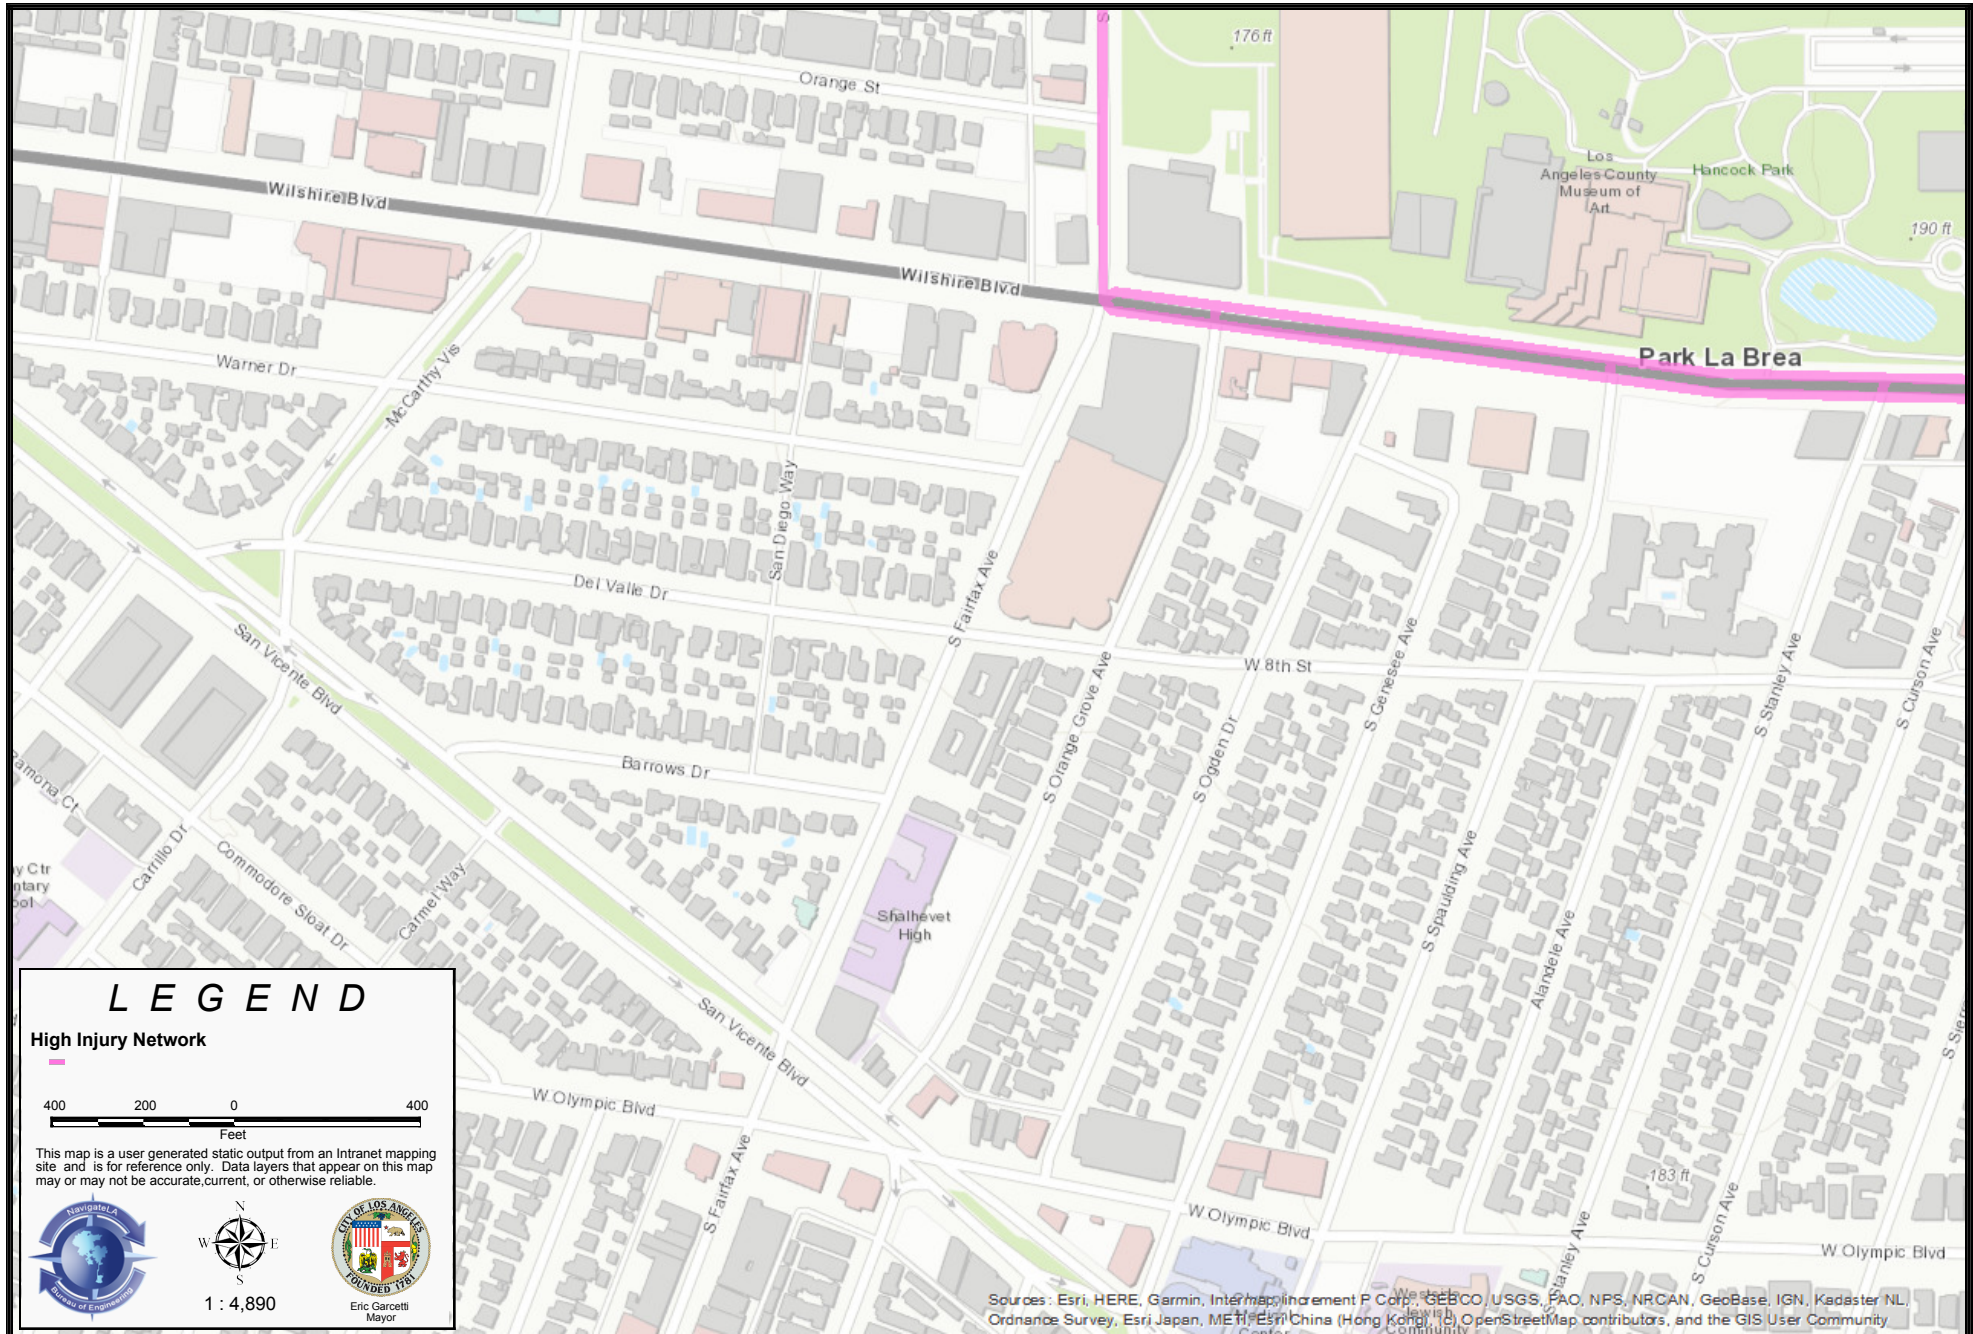 176 ft
Orange St
Los
Angeles County
Museum of
Art
Hancock Park
190 ft
Wilshire Blvd
Wilshire Blvd
Park La Brea
Warner Dr
McCarthy Vis
San Diego Way
Del Valle Dr
S Fairfax Ave
W 8th St
S Genesee Ave
S Stanley Ave
S Curson Ave
San Vicente Blvd
S Orange Grove Ave
S Ogden Dr
Barrows Dr
Ramona Ct
Carrillo Dr
Commodore Sloat Dr
Carmel Way
Shalhevet
High
S Spaulding Ave
Alandele Ave
San Vicente Blvd
W Olympic Blvd
S Fairfax Ave
183 ft
W Olympic Blvd
S Stanley Ave
S Curson Ave
W Olympic Blvd
LEGEND
High Injury Network
400 200 0 400
Feet
This map is a user generated static output from an Intranet mapping
site and is for reference only. Data layers that appear on this map
may or may not be accurate,current, or otherwise reliable.
NavigateLA
Bureau of Engineering
N
W E
S
1 : 4,890
CITY OF LOS ANGELES
FOUNDED 1781
Eric Garcetti
Mayor
Westside
Jewish
Community
Center
Sources: Esri, HERE, Garmin, Intermap, increment P Corp., GEBCO, USGS, FAO, NPS, NRCAN, GeoBase, IGN, Kadaster NL,
Ordnance Survey, Esri Japan, METI, Esri China (Hong Kong), (c) OpenStreetMap contributors, and the GIS User Community